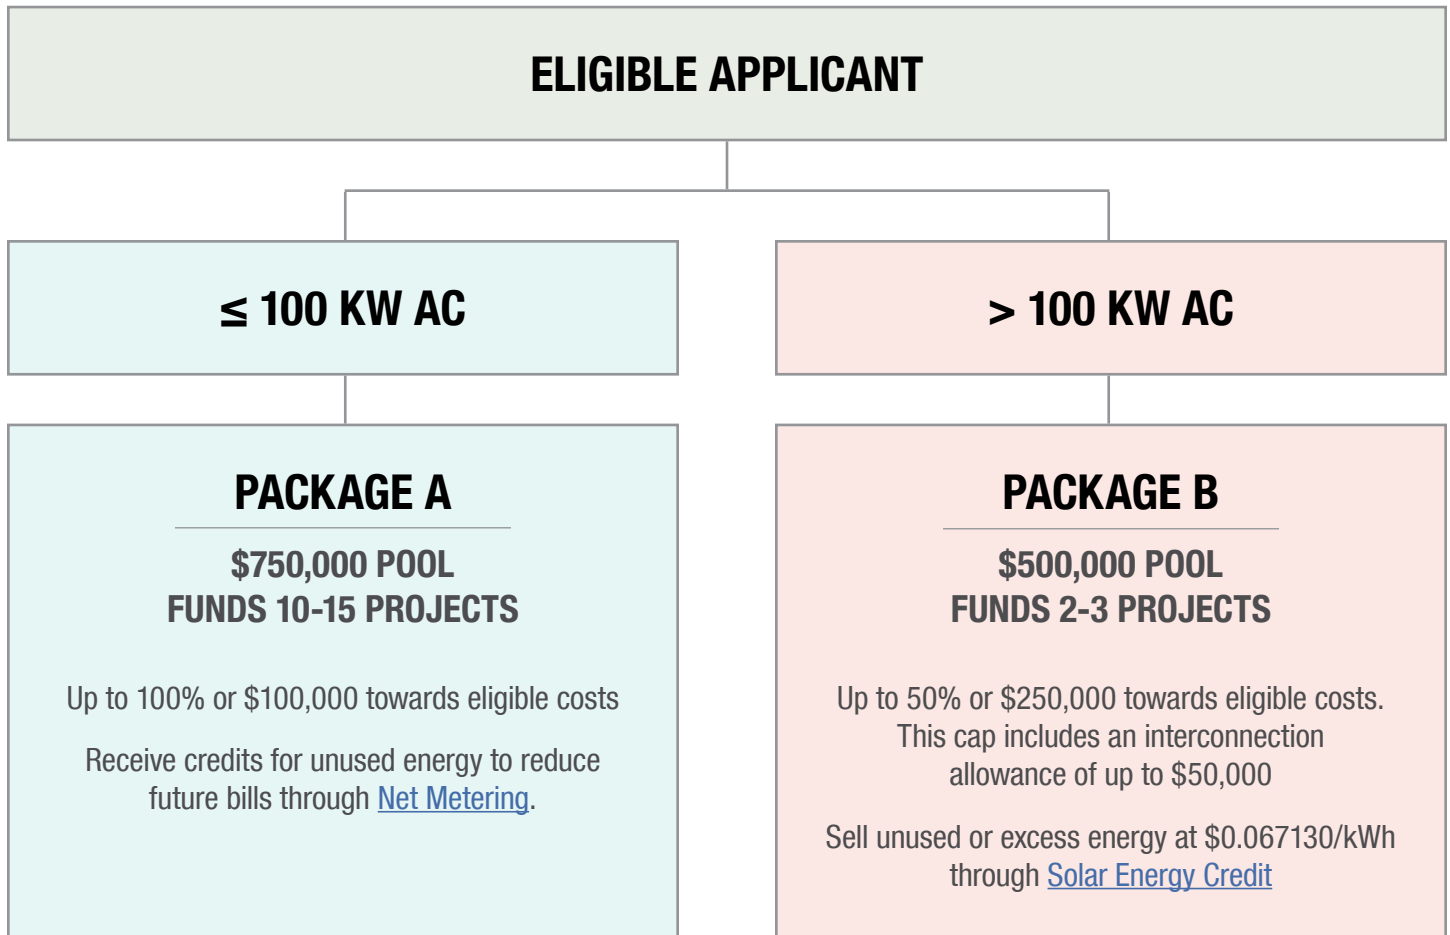 ELIGIBLE APPLICANT
≤ 100 KW AC
> 100 KW AC
PACKAGE A
$750,000 POOL
FUNDS 10-15 PROJECTS
Up to 100% or $100,000 towards eligible costs
Receive credits for unused energy to reduce
future bills through Net Metering.
PACKAGE B
$500,000 POOL
FUNDS 2-3 PROJECTS
Up to 50% or $250,000 towards eligible costs.
This cap includes an interconnection
allowance of up to $50,000
Sell unused or excess energy at $0.067130/kWh
through Solar Energy Credit